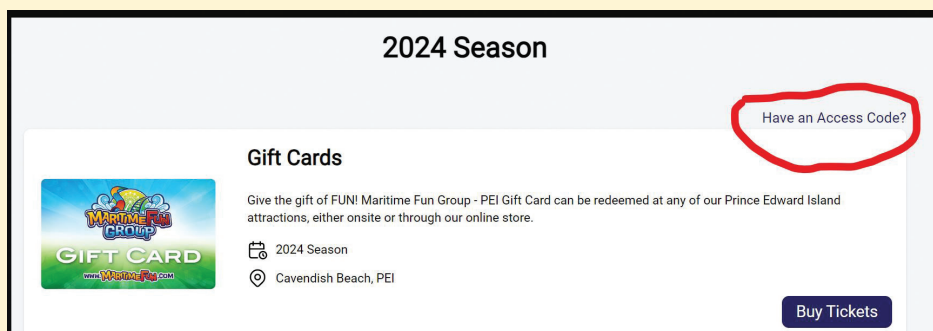 2024 Season
Have an Access Code?
Gift Cards
Give the gift of FUN! Maritime Fun Group - PEI Gift Card can be redeemed at any of our Prince Edward Island
attractions, either onsite or through our online store.
MARITIME FUN
GROUP
GIFT CARD
www.MARITIMEFUN.COM
2024 Season
Cavendish Beach, PEI
Buy Tickets